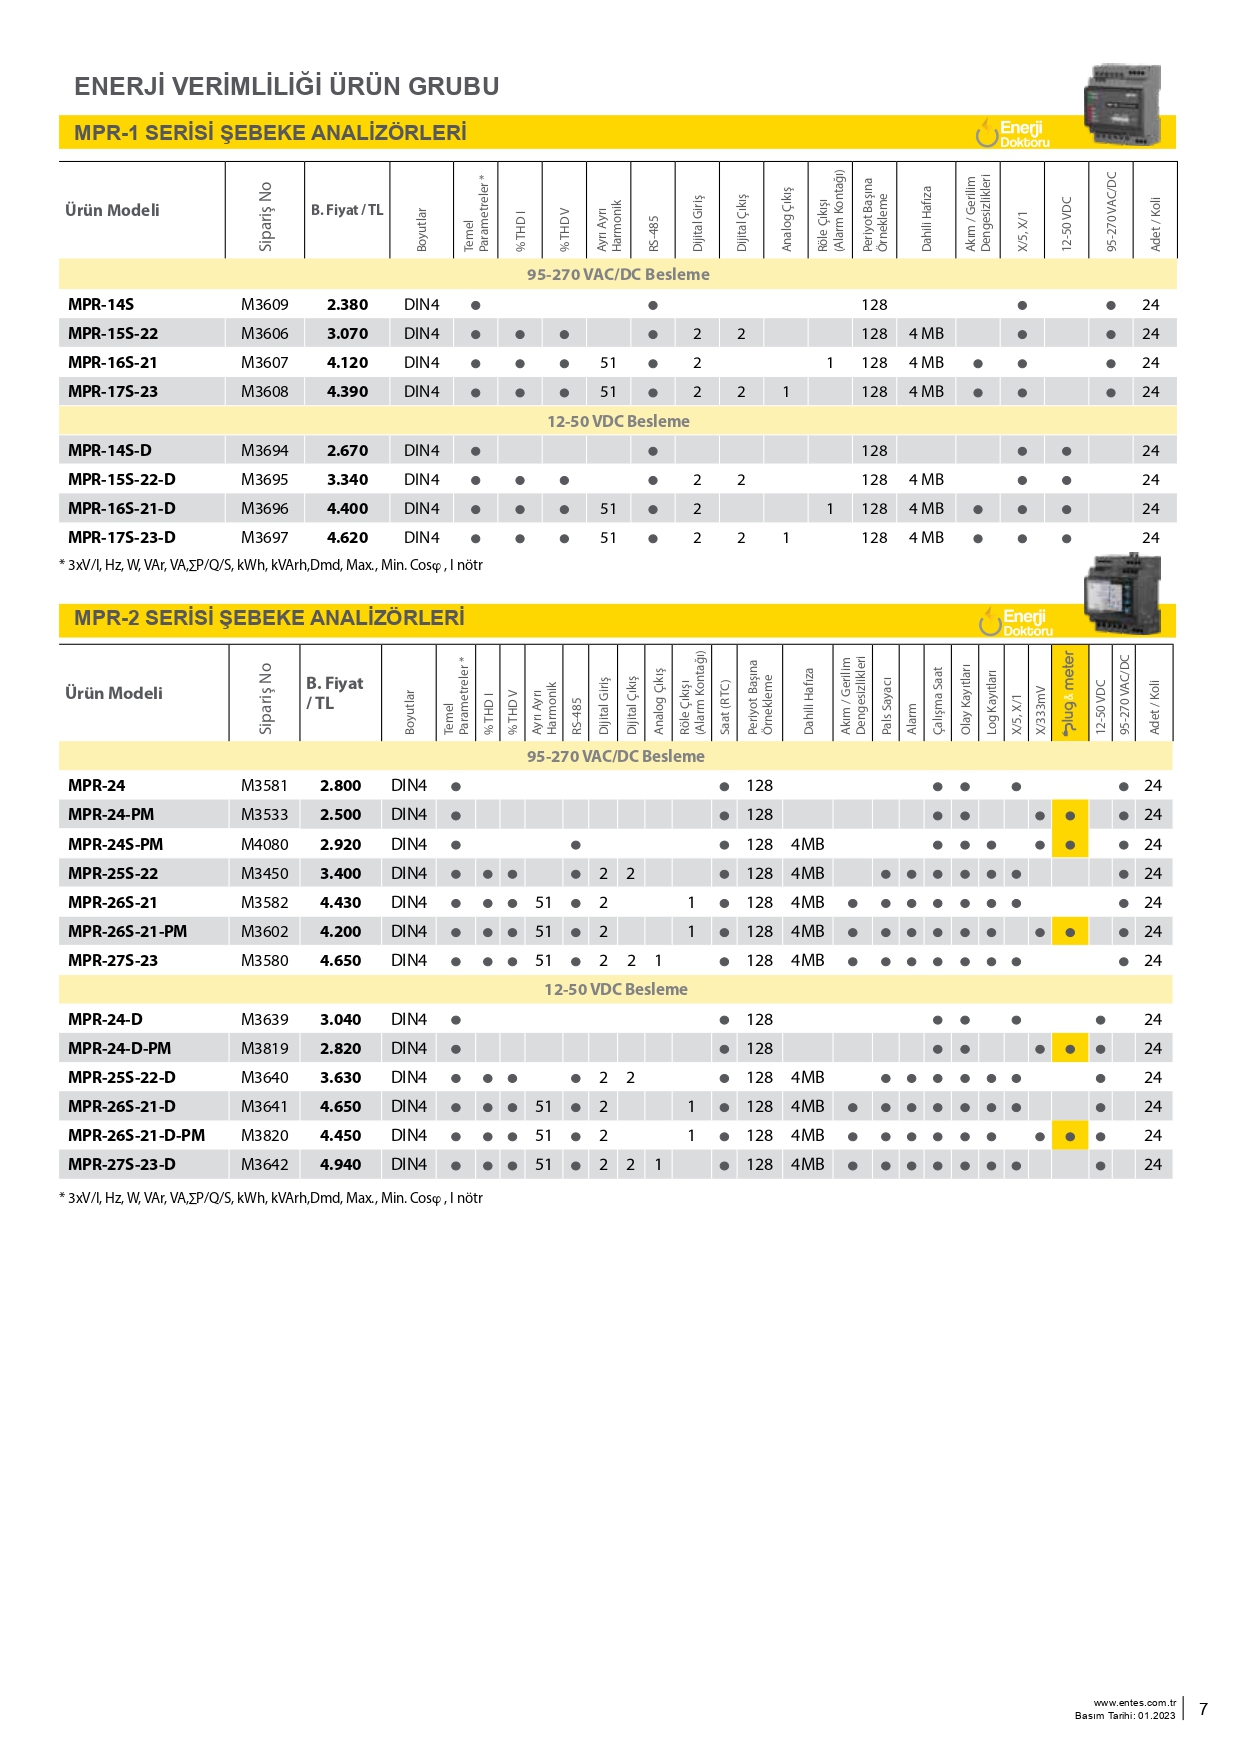 ENERJİ VERİMLİLİĞİ ÜRÜN GRUBU
MPR-1 SERİSİ ŞEBEKE ANALİZÖRLERİ
Enerji
Doktoru
Ürün Modeli Sipariş No B. Fiyat / TL Boyutlar Temel Parametreler * % THD I % THD V Ayrı Ayrı Harmonik RS-485 Dijital Giriş Dijital Çıkış Analog Çıkış Röle Çıkışı (Alarm Kontağı) Periyot Başına Örnekleme Dahili Hafıza Akım / Gerilim Dengesizlikleri X/5, X/1 12-50 VDC 95-270 VAC/DC Adet / Koli
95-270 VAC/DC Besleme
MPR-14S M3609 2.380 DIN4 ● ● 128 ● ● 24
MPR-15S-22 M3606 3.070 DIN4 ● ● ● ● 2 2 128 4 MB ● ● 24
MPR-16S-21 M3607 4.120 DIN4 ● ● ● 51 ● 2 1 128 4 MB ● ● ● 24
MPR-17S-23 M3608 4.390 DIN4 ● ● ● 51 ● 2 2 1 128 4 MB ● ● ● 24
12-50 VDC Besleme
MPR-14S-D M3694 2.670 DIN4 ● ● 128 ● ● 24
MPR-15S-22-D M3695 3.340 DIN4 ● ● ● ● 2 2 128 4 MB ● ● 24
MPR-16S-21-D M3696 4.400 DIN4 ● ● ● 51 ● 2 1 128 4 MB ● ● ● 24
MPR-17S-23-D M3697 4.620 DIN4 ● ● ● 51 ● 2 2 1 128 4 MB ● ● ● 24
* 3xV/I, Hz, W, VAr, VA,∑P/Q/S, kWh, kVArh,Dmd, Max., Min. Cosφ , I nötr
MPR-2 SERİSİ ŞEBEKE ANALİZÖRLERİ
Enerji
Doktoru
Ürün Modeli Sipariş No B. Fiyat / TL Boyutlar Temel Parametreler * % THD I % THD V Ayrı Ayrı Harmonik RS-485 Dijital Giriş Dijital Çıkış Analog Çıkış Röle Çıkışı (Alarm Kontağı) Saat (RTC) Periyot Başına Örnekleme Dahili Hafıza Akım / Gerilim Dengesizlikleri Pals Sayacı Alarm Çalışma Saat Olay Kayıtları Log Kayıtları X/5, X/1 X/333mV plug & meter 12-50 VDC 95-270 VAC/DC Adet / Koli
95-270 VAC/DC Besleme
MPR-24 M3581 2.800 DIN4 ● ● 128 ● ● ● ● 24
MPR-24-PM M3533 2.500 DIN4 ● ● 128 ● ● ● ● ● 24
MPR-24S-PM M4080 2.920 DIN4 ● ● ● 128 4MB ● ● ● ● ● ● 24
MPR-25S-22 M3450 3.400 DIN4 ● ● ● ● 2 2 ● 128 4MB ● ● ● ● ● ● ● 24
MPR-26S-21 M3582 4.430 DIN4 ● ● ● 51 ● 2 1 ● 128 4MB ● ● ● ● ● ● ● ● 24
MPR-26S-21-PM M3602 4.200 DIN4 ● ● ● 51 ● 2 1 ● 128 4MB ● ● ● ● ● ● ● ● ● 24
MPR-27S-23 M3580 4.650 DIN4 ● ● ● 51 ● 2 2 1 ● 128 4MB ● ● ● ● ● ● ● ● 24
12-50 VDC Besleme
MPR-24-D M3639 3.040 DIN4 ● ● 128 ● ● ● ● 24
MPR-24-D-PM M3819 2.820 DIN4 ● ● 128 ● ● ● ● ● 24
MPR-25S-22-D M3640 3.630 DIN4 ● ● ● ● 2 2 ● 128 4MB ● ● ● ● ● ● ● 24
MPR-26S-21-D M3641 4.650 DIN4 ● ● ● 51 ● 2 1 ● 128 4MB ● ● ● ● ● ● ● ● 24
MPR-26S-21-D-PM M3820 4.450 DIN4 ● ● ● 51 ● 2 1 ● 128 4MB ● ● ● ● ● ● ● ● ● 24
MPR-27S-23-D M3642 4.940 DIN4 ● ● ● 51 ● 2 2 1 ● 128 4MB ● ● ● ● ● ● ● ● 24
* 3xV/I, Hz, W, VAr, VA,∑P/Q/S, kWh, kVArh,Dmd, Max., Min. Cosφ , I nötr
www.entes.com.tr
Basım Tarihi: 01.2023
7